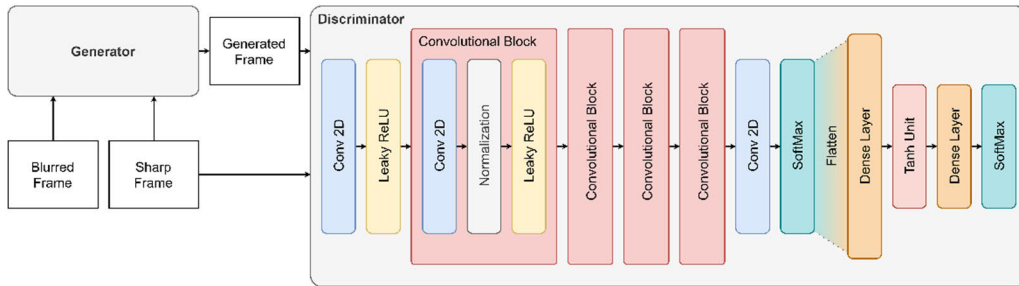 Generator
Generated
Frame
Blurred
Frame
Sharp
Frame
Discriminator
Conv 2D
Leaky ReLU
Convolutional Block
Conv 2D
Normalization
Leaky ReLU
Convolutional Block
Convolutional Block
Convolutional Block
Conv 2D
SoftMax
Flatten
Dense Layer
Tanh Unit
Dense Layer
SoftMax